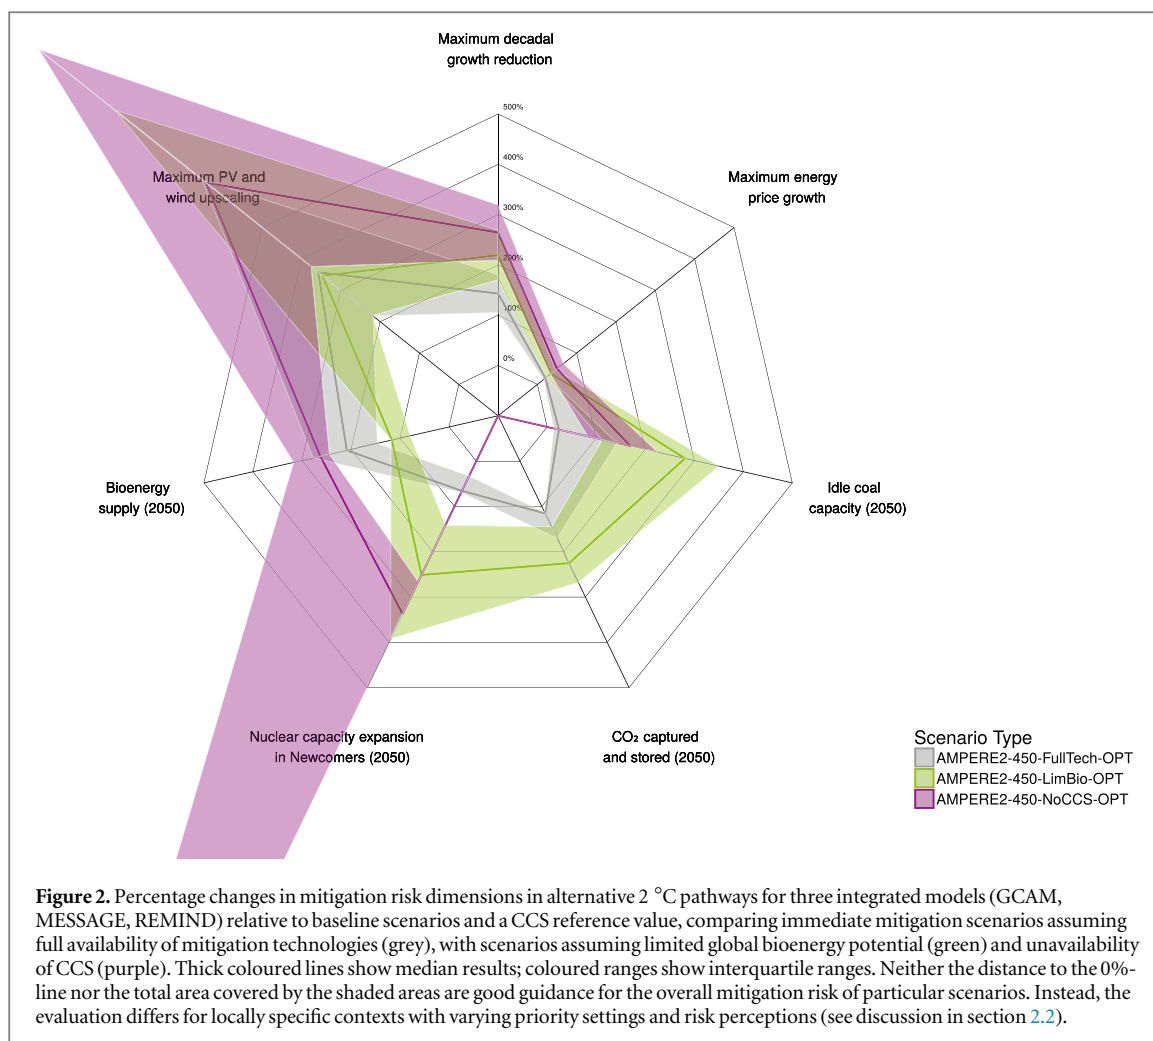 Maximum decadal
growth reduction
500%
400%
300%
200%
100%
0%
Maximum PV and
wind upscaling
Maximum energy
price growth
Bioenergy
supply (2050)
Idle coal
capacity (2050)
Nuclear capacity expansion
in Newcomers (2050)
CO₂ captured
and stored (2050)
Scenario Type
AMPERE2-450-FullTech-OPT
AMPERE2-450-LimBio-OPT
AMPERE2-450-NoCCS-OPT
Figure 2. Percentage changes in mitigation risk dimensions in alternative 2 °C pathways for three integrated models (GCAM,
MESSAGE, REMIND) relative to baseline scenarios and a CCS reference value, comparing immediate mitigation scenarios assuming
full availability of mitigation technologies (grey), with scenarios assuming limited global bioenergy potential (green) and unavailability
of CCS (purple). Thick coloured lines show median results; coloured ranges show interquartile ranges. Neither the distance to the 0%-
line nor the total area covered by the shaded areas are good guidance for the overall mitigation risk of particular scenarios. Instead, the
evaluation differs for locally specific contexts with varying priority settings and risk perceptions (see discussion in section 2.2).